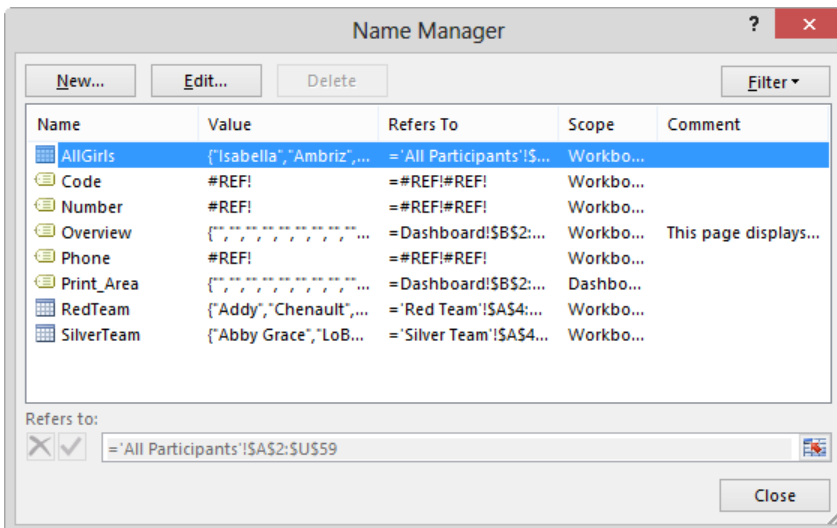 Name Manager
?
New... Edit... Delete Filter
Name Value Refers To Scope Comment
AllGirls {"Isabella","Ambriz",... ='All Participants'!$... Workbo...
Code #REF! =#REF!#REF! Workbo...
Number #REF! =#REF!#REF! Workbo...
Overview {"","","","","","","","",""... =Dashboard!$B$2:... Workbo... This page displays...
Phone #REF! =#REF!#REF! Workbo...
Print_Area {"","","","","","","","",""... =Dashboard!$B$2:... Dashbo...
RedTeam {"Addy","Chenault",... ='Red Team'!$A$4:... Workbo...
SilverTeam {"Abby Grace","LoB... ='Silver Team'!$A$4... Workbo...
Refers to:
='All Participants'!$A$2:$U$59
Close